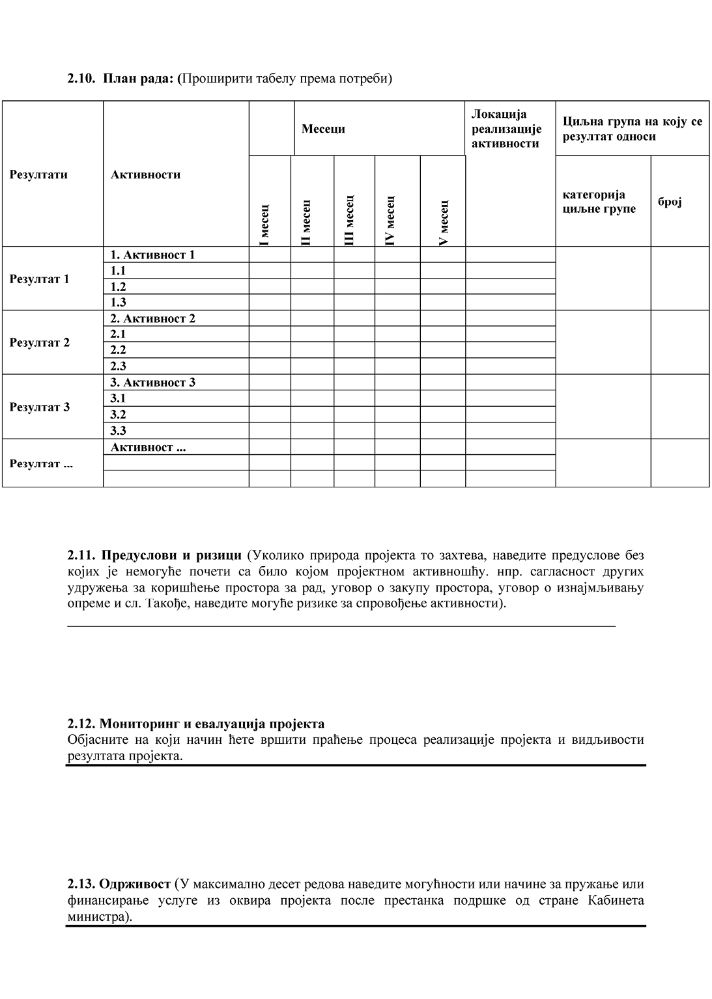 2.10. План рада: (Проширити табелу према потреби)
Резултати
Активности
Месеци
Локација
реализације
активности
Циљна група на коју се
резултат односи
I месец
II месец
III месец
IV месец
V месец
категорија
циљне групе
број
Резултат 1
1. Активност 1
1.1
1.2
1.3
Резултат 2
2. Активност 2
2.1
2.2
2.3
Резултат 3
3. Активност 3
3.1
3.2
3.3
Резултат ...
Активност ...
2.11. Предуслови и ризици (Уколико природа пројекта то захтева, наведите предуслове без
којих је немогуће почети са било којом пројектном активношћу. нпр. сагласност других
удружења за коришћење простора за рад, уговор о закупу простора, уговор о изнајмљивању
опреме и сл. Такође, наведите могуће ризике за спровођење активности).
2.12. Мониторинг и евалуација пројекта
Објасните на који начин ћете вршити праћење процеса реализације пројекта и видљивости
резултата пројекта.
2.13. Одрживост (У максимално десет редова наведите могућности или начине за пружање или
финансирање услуге из оквира пројекта после престанка подршке од стране Кабинета
министра).